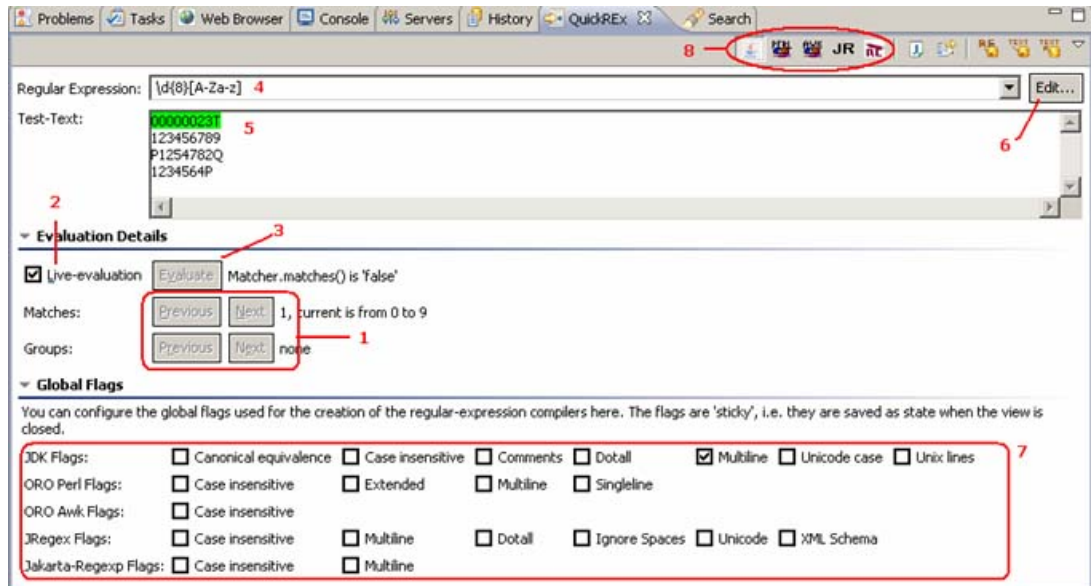 Problems Tasks Web Browser Console Servers History QuickREx Search
8 JR
Regular Expression: \d{8}[A-Za-z] 4 Edit...
Test-Text: 00000023T 5
123456789
P1254782Q
1234564P
6
2
Evaluation Details 3
Live-evaluation Evaluate Matcher.matches() is 'false'
Matches: Previous Next 1, current is from 0 to 9
1
Groups: Previous Next none
Global Flags
You can configure the global flags used for the creation of the regular-expression compilers here. The flags are 'sticky', i.e. they are saved as state when the view is
closed.
JDK Flags: Canonical equivalence Case insensitive Comments Dotall Multiline Unicode case Unix lines 7
ORO Perl Flags: Case insensitive Extended Multiline Singleline
ORO Awk Flags: Case insensitive
JRegex Flags: Case insensitive Multiline Dotall Ignore Spaces Unicode XML Schema
Jakarta-Regexp Flags: Case insensitive Multiline